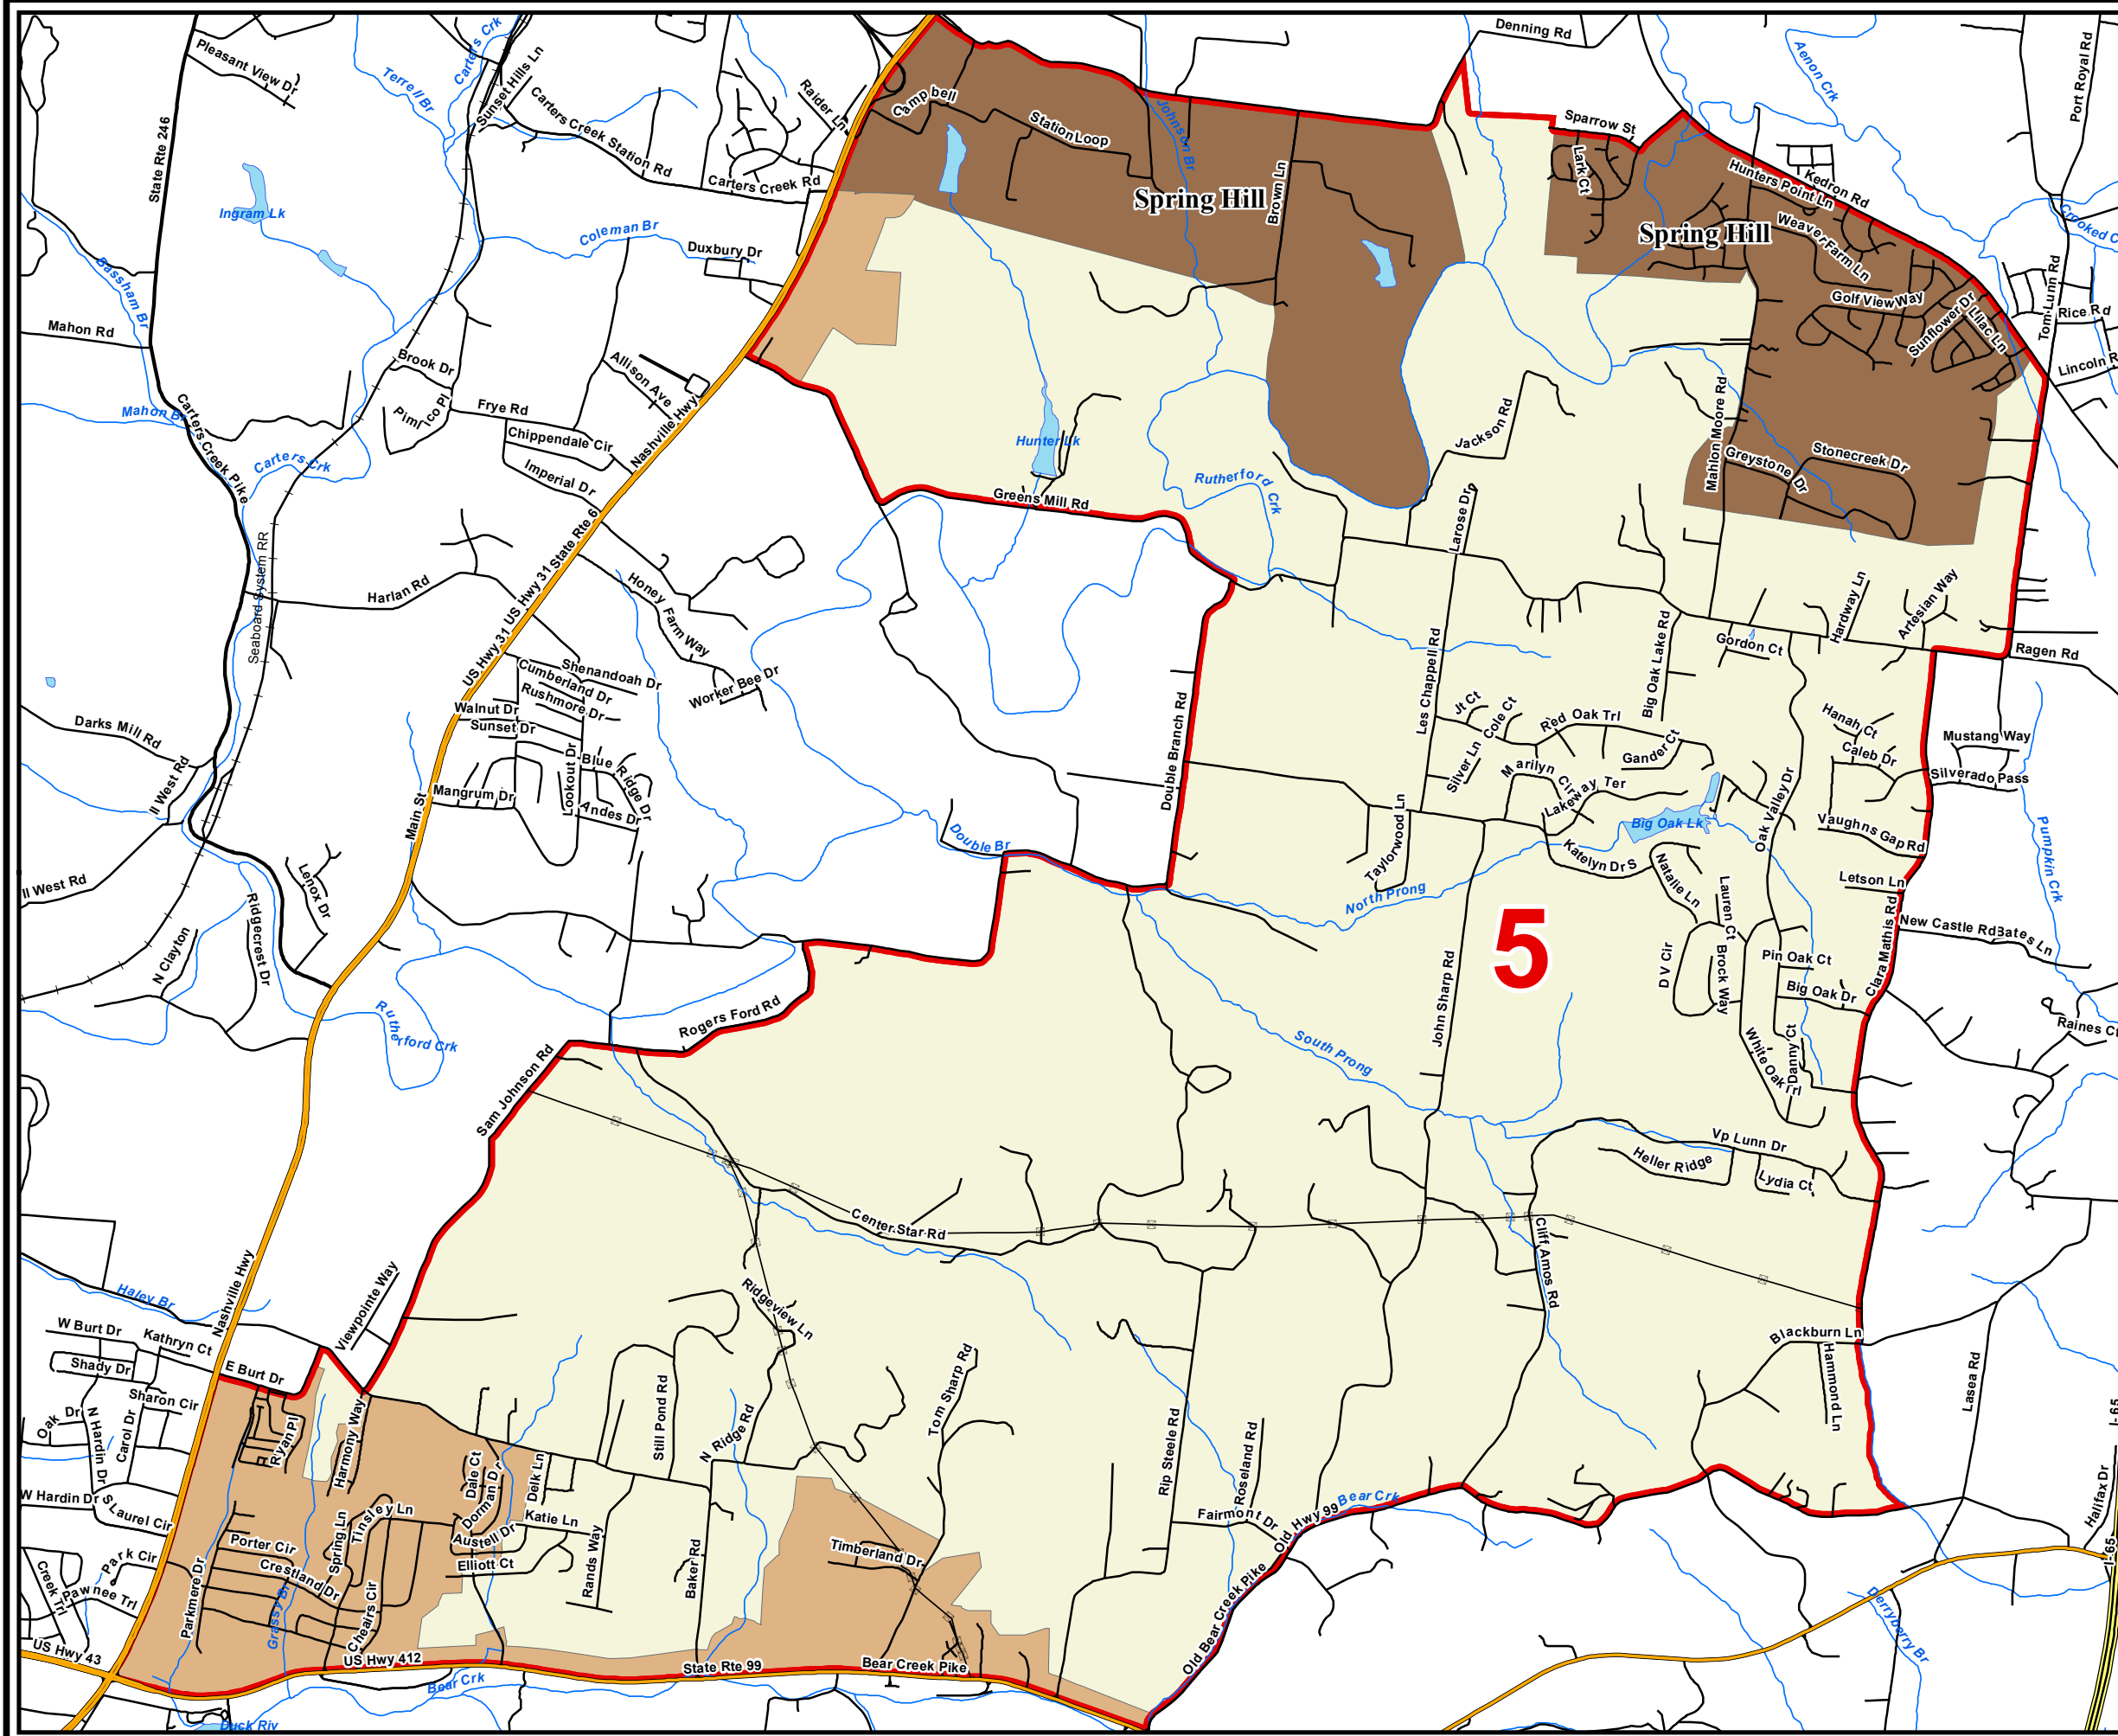 Denning Rd
Pleasant View Dr
Terrell Br
Carters Crk
Sunset Hills Ln
Aenon Crk
Port Royal Rd
State Rte 246
Carters Creek Station Rd
Raider Ln
Campbell
Station Loop
Johnson Br
Sparrow St
Lark Ct
Carters Creek Rd
Spring Hill
Brown Ln
Hunters Point Ln
Kedron Rd
Ingram Lk
Coleman Br
Duxbury Dr
Spring Hill
Weaver Farm Ln
Bassham Br
Golf View Way
Sunflower Dr
Lilac Ln
Tom Lunn Rd
Rice Rd
Mahon Rd
Brook Dr
Allison Ave
Lincoln R
Mahon Br
Pimlico Pl
Frye Rd
Nashville Hwy
Chippendale Cir
Carters Creek Pike
Carters Crk
Imperial Dr
Hunter Lk
Jackson Rd
Mahlon Moore Rd
Greystone Dr
Stonecreek Dr
Rutherford Crk
Greens Mill Rd
Larose Dr
Seaboard System RR
US Hwy 31 State Rte 6
US Hwy 31
Harlan Rd
Honey Farm Way
Hardway Ln
Artesian Way
Gordon Ct
Ragen Rd
Les Chappell Rd
Big Oak Lake Rd
Shenandoah Dr
Cumberland Dr
Rushmore Dr
Worker Bee Dr
Walnut Dr
Sunset Dr
Darks Mill Rd
Double Branch Rd
Jt Ct
Cole Ct
Red Oak Trl
Hanah Ct
Mustang Way
Gander Ct
Caleb Dr
Silver Ln
Marilyn Cir
Lakeway Ter
Silverado Pass
Lookout Dr
Blue Ridge Dr
ll West Rd
Mangrum Dr
Andes Dr
Main St
Big Oak Lk
Oak Valley Dr
Vaughns Gap Rd
Pumpkin Crk
Double Br
Taylorwood Ln
Katelyn Dr S
Natalie Ln
Letson Ln
ll West Rd
Lenox Dr
Ridgecrest Dr
North Prong
Lauren Ct
Clara Mathis Rd
New Castle Rd
Bates Ln
N Clayton
5
D V Cir
Brock Way
Pin Oak Ct
Big Oak Dr
John Sharp Rd
Rutherford Crk
Rogers Ford Rd
South Prong
White Oak Trl
Danny Ct
Raines Ct
Sam Johnson Rd
Vp Lunn Dr
Heller Ridge
Lydia Ct
Center Star Rd
Cliff Amos Rd
Haley Br
Nashville Hwy
Viewpointe Way
Ridgeview Ln
W Burt Dr
Kathryn Ct
Blackburn Ln
Hammond Ln
Shady Dr
E Burt Dr
Tom Sharp Rd
Lasea Rd
I-65
Sharon Cir
Oak Dr
N Hardin Dr
Carol Dr
Ryan Pl
Harmony Way
Still Pond Rd
N Ridge Rd
Rip Steele Rd
Roseland Rd
Dale Ct
Dorman Dr
Delk Ln
W Hardin Dr
S Laurel Cir
Tinsley Ln
Spring Ln
Katie Ln
Bear Crk
Fairmont Dr
Old Hwy 99
Halifax Dr
Austell Dr
Elliott Ct
Porter Cir
Park Cir
Crestland Dr
Timberland Dr
Rands Way
Baker Rd
I-65
Creek Trl
Pawnee Trl
Parkmere Dr
Grassy Br
Cheairs Cir
Old Bear Creek Pike
Derryberry Br
US Hwy 43
US Hwy 412
State Rte 99
Bear Creek Pike
Bear Crk
Duck Riv